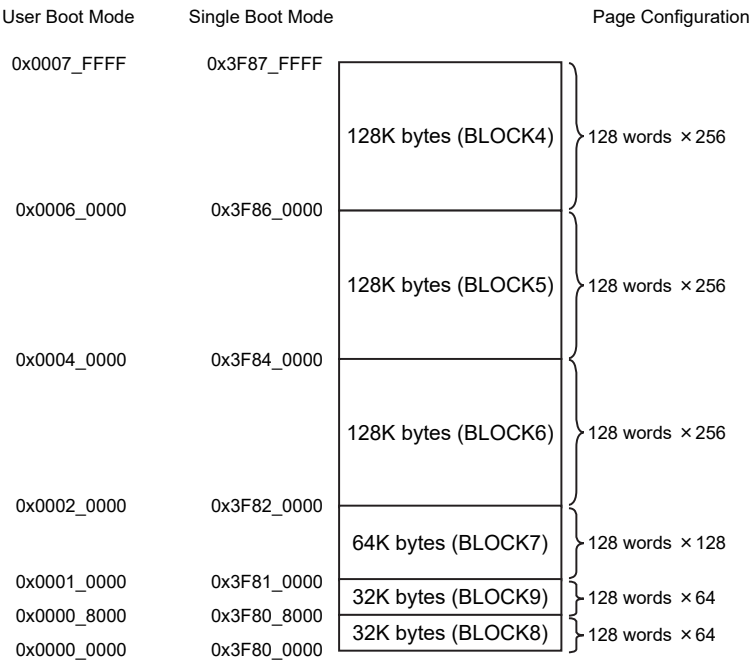 User Boot Mode Single Boot Mode Page Configuration
0x0007_FFFF 0x3F87_FFFF
128K bytes (BLOCK4) 128 words ×256
0x0006_0000 0x3F86_0000
128K bytes (BLOCK5) 128 words ×256
0x0004_0000 0x3F84_0000
128K bytes (BLOCK6) 128 words ×256
0x0002_0000 0x3F82_0000
64K bytes (BLOCK7) 128 words ×128
0x0001_0000 0x3F81_0000
32K bytes (BLOCK9) 128 words ×64
0x0000_8000 0x3F80_8000
32K bytes (BLOCK8) 128 words ×64
0x0000_0000 0x3F80_0000